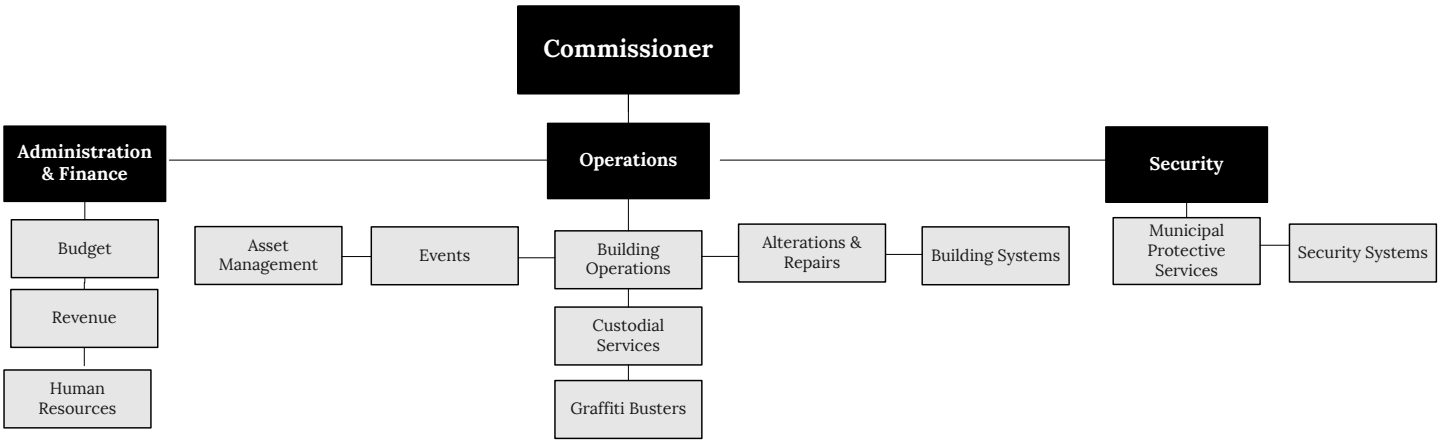 Commissioner
Administration
& Finance
Operations
Security
Budget
Asset
Management
Events
Building
Operations
Alterations &
Repairs
Building Systems
Municipal
Protective
Services
Security Systems
Revenue
Custodial
Services
Human
Resources
Graffiti Busters